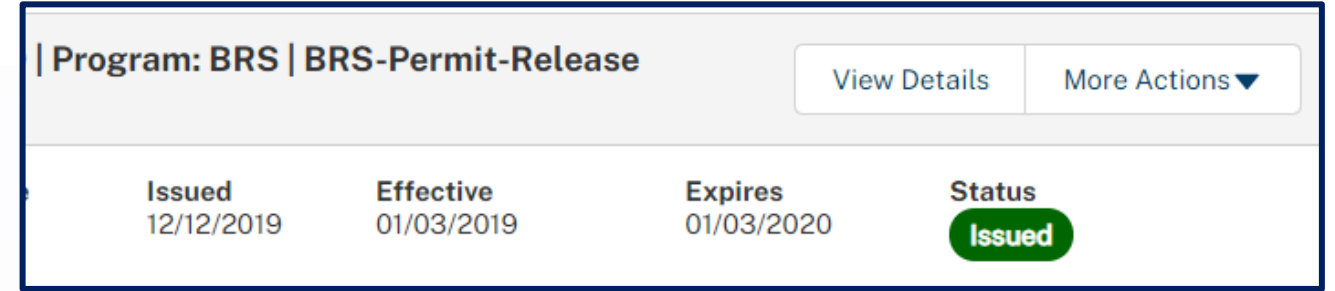 | Program: BRS | BRS-Permit-Release
View Details
More Actions
Issued
Effective
Expires
Status
12/12/2019
01/03/2019
01/03/2020
Issued